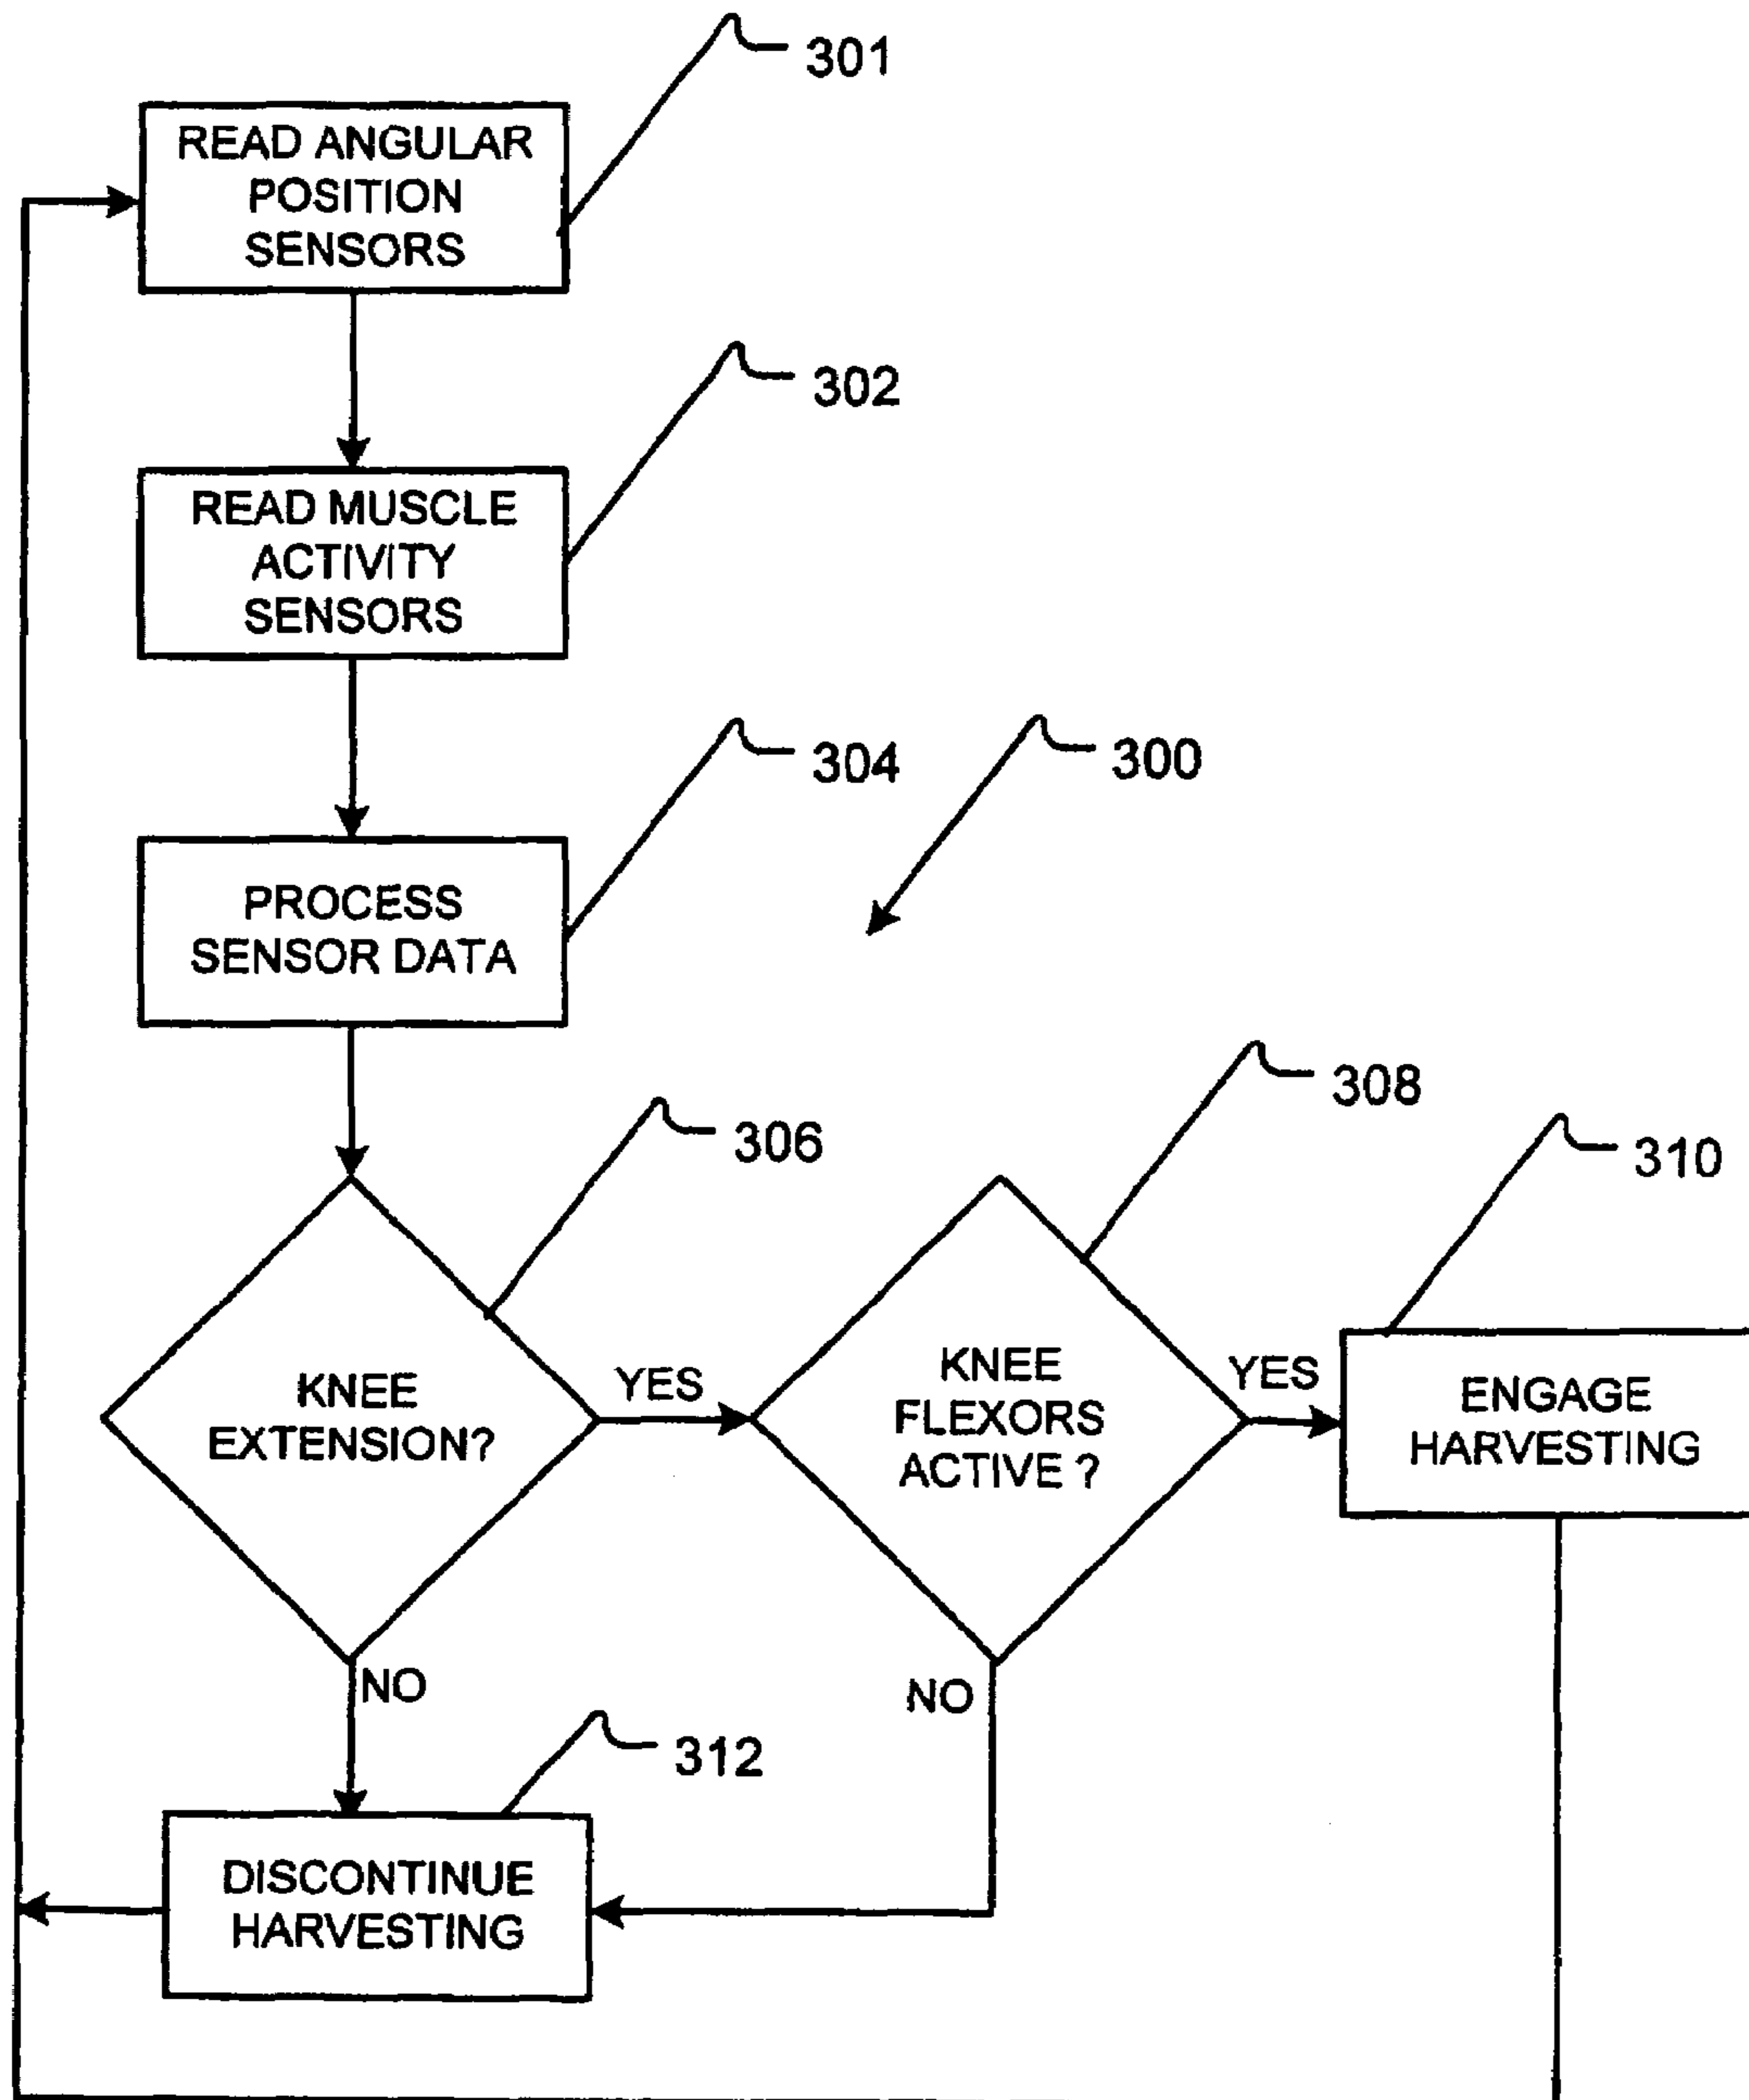 301
READ ANGULAR
POSITION
SENSORS
302
READ MUSCLE
ACTIVITY
SENSORS
304
300
PROCESS
SENSOR DATA
306
308
310
KNEE
EXTENSION?
YES
KNEE
FLEXORS
ACTIVE ?
YES
ENGAGE
HARVESTING
NO
NO
312
DISCONTINUE
HARVESTING